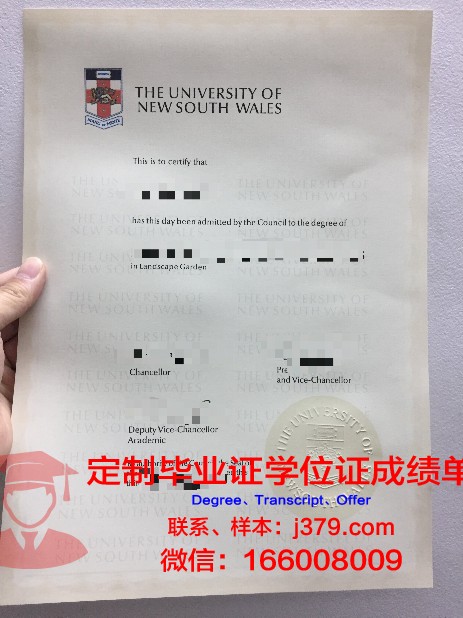 THE UNIVERSITY OF
NEW SOUTH WALES
This is to certify that
has this day been admitted by the Council to the degree of
in Landscape Garden
Chancellor
Pre
and Vice-Chancellor
Deputy Vice-Chancellor
Academic
定制毕业证学位证成绩单
Degree、Transcript、Offer
联系、样本：j379.com
微信：166008009